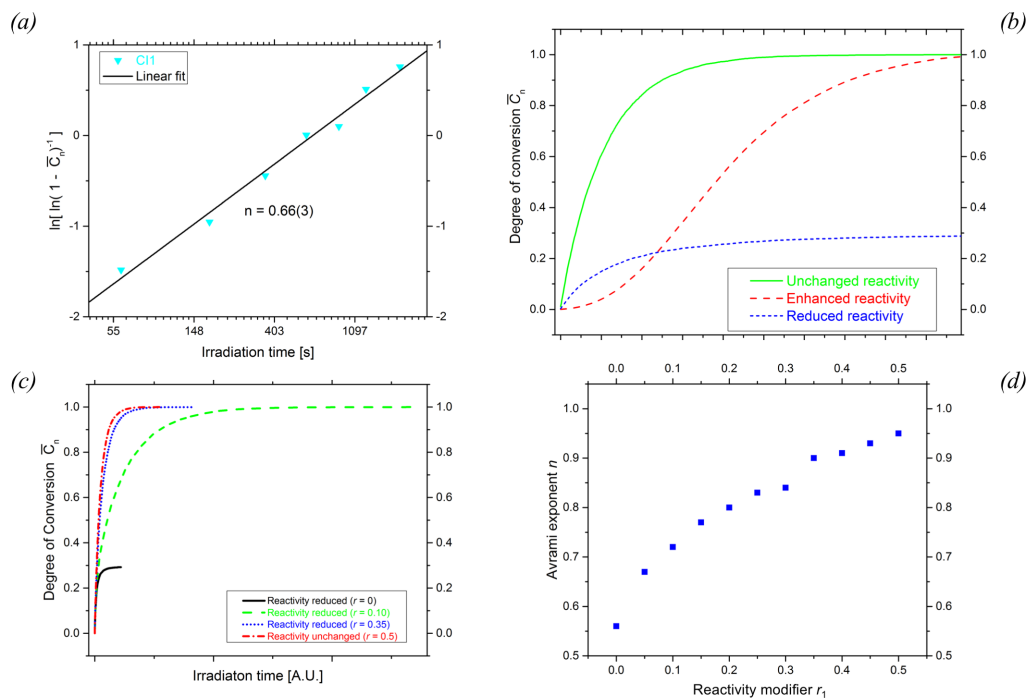 (a)
CI1
Linear fit
n = 0.66(3)
ln[ ln( 1 - C̅n)⁻¹ ]
1
0
-1
-2
1
0
-1
-2
55 148 403 1097
Irradiation time [s]
(b)
Degree of conversion C̅n
1.0
0.8
0.6
0.4
0.2
0.0
1.0
0.8
0.6
0.4
0.2
0.0
Unchanged reactivity
Enhanced reactivity
Reduced reactivity
(c)
Degree of Conversion C̅n
1.0
0.8
0.6
0.4
0.2
0.0
1.0
0.8
0.6
0.4
0.2
0.0
Reactivity reduced (r = 0)
Reactivity reduced (r = 0.10)
Reactivity reduced (r = 0.35)
Reactivity unchanged (r = 0.5)
Irradiaton time [A.U.]
(d)
0.0 0.1 0.2 0.3 0.4 0.5
Avrami exponent n
1.0
0.9
0.8
0.7
0.6
0.5
1.0
0.9
0.8
0.7
0.6
0.5
0.0 0.1 0.2 0.3 0.4 0.5
Reactivity modifier r₁